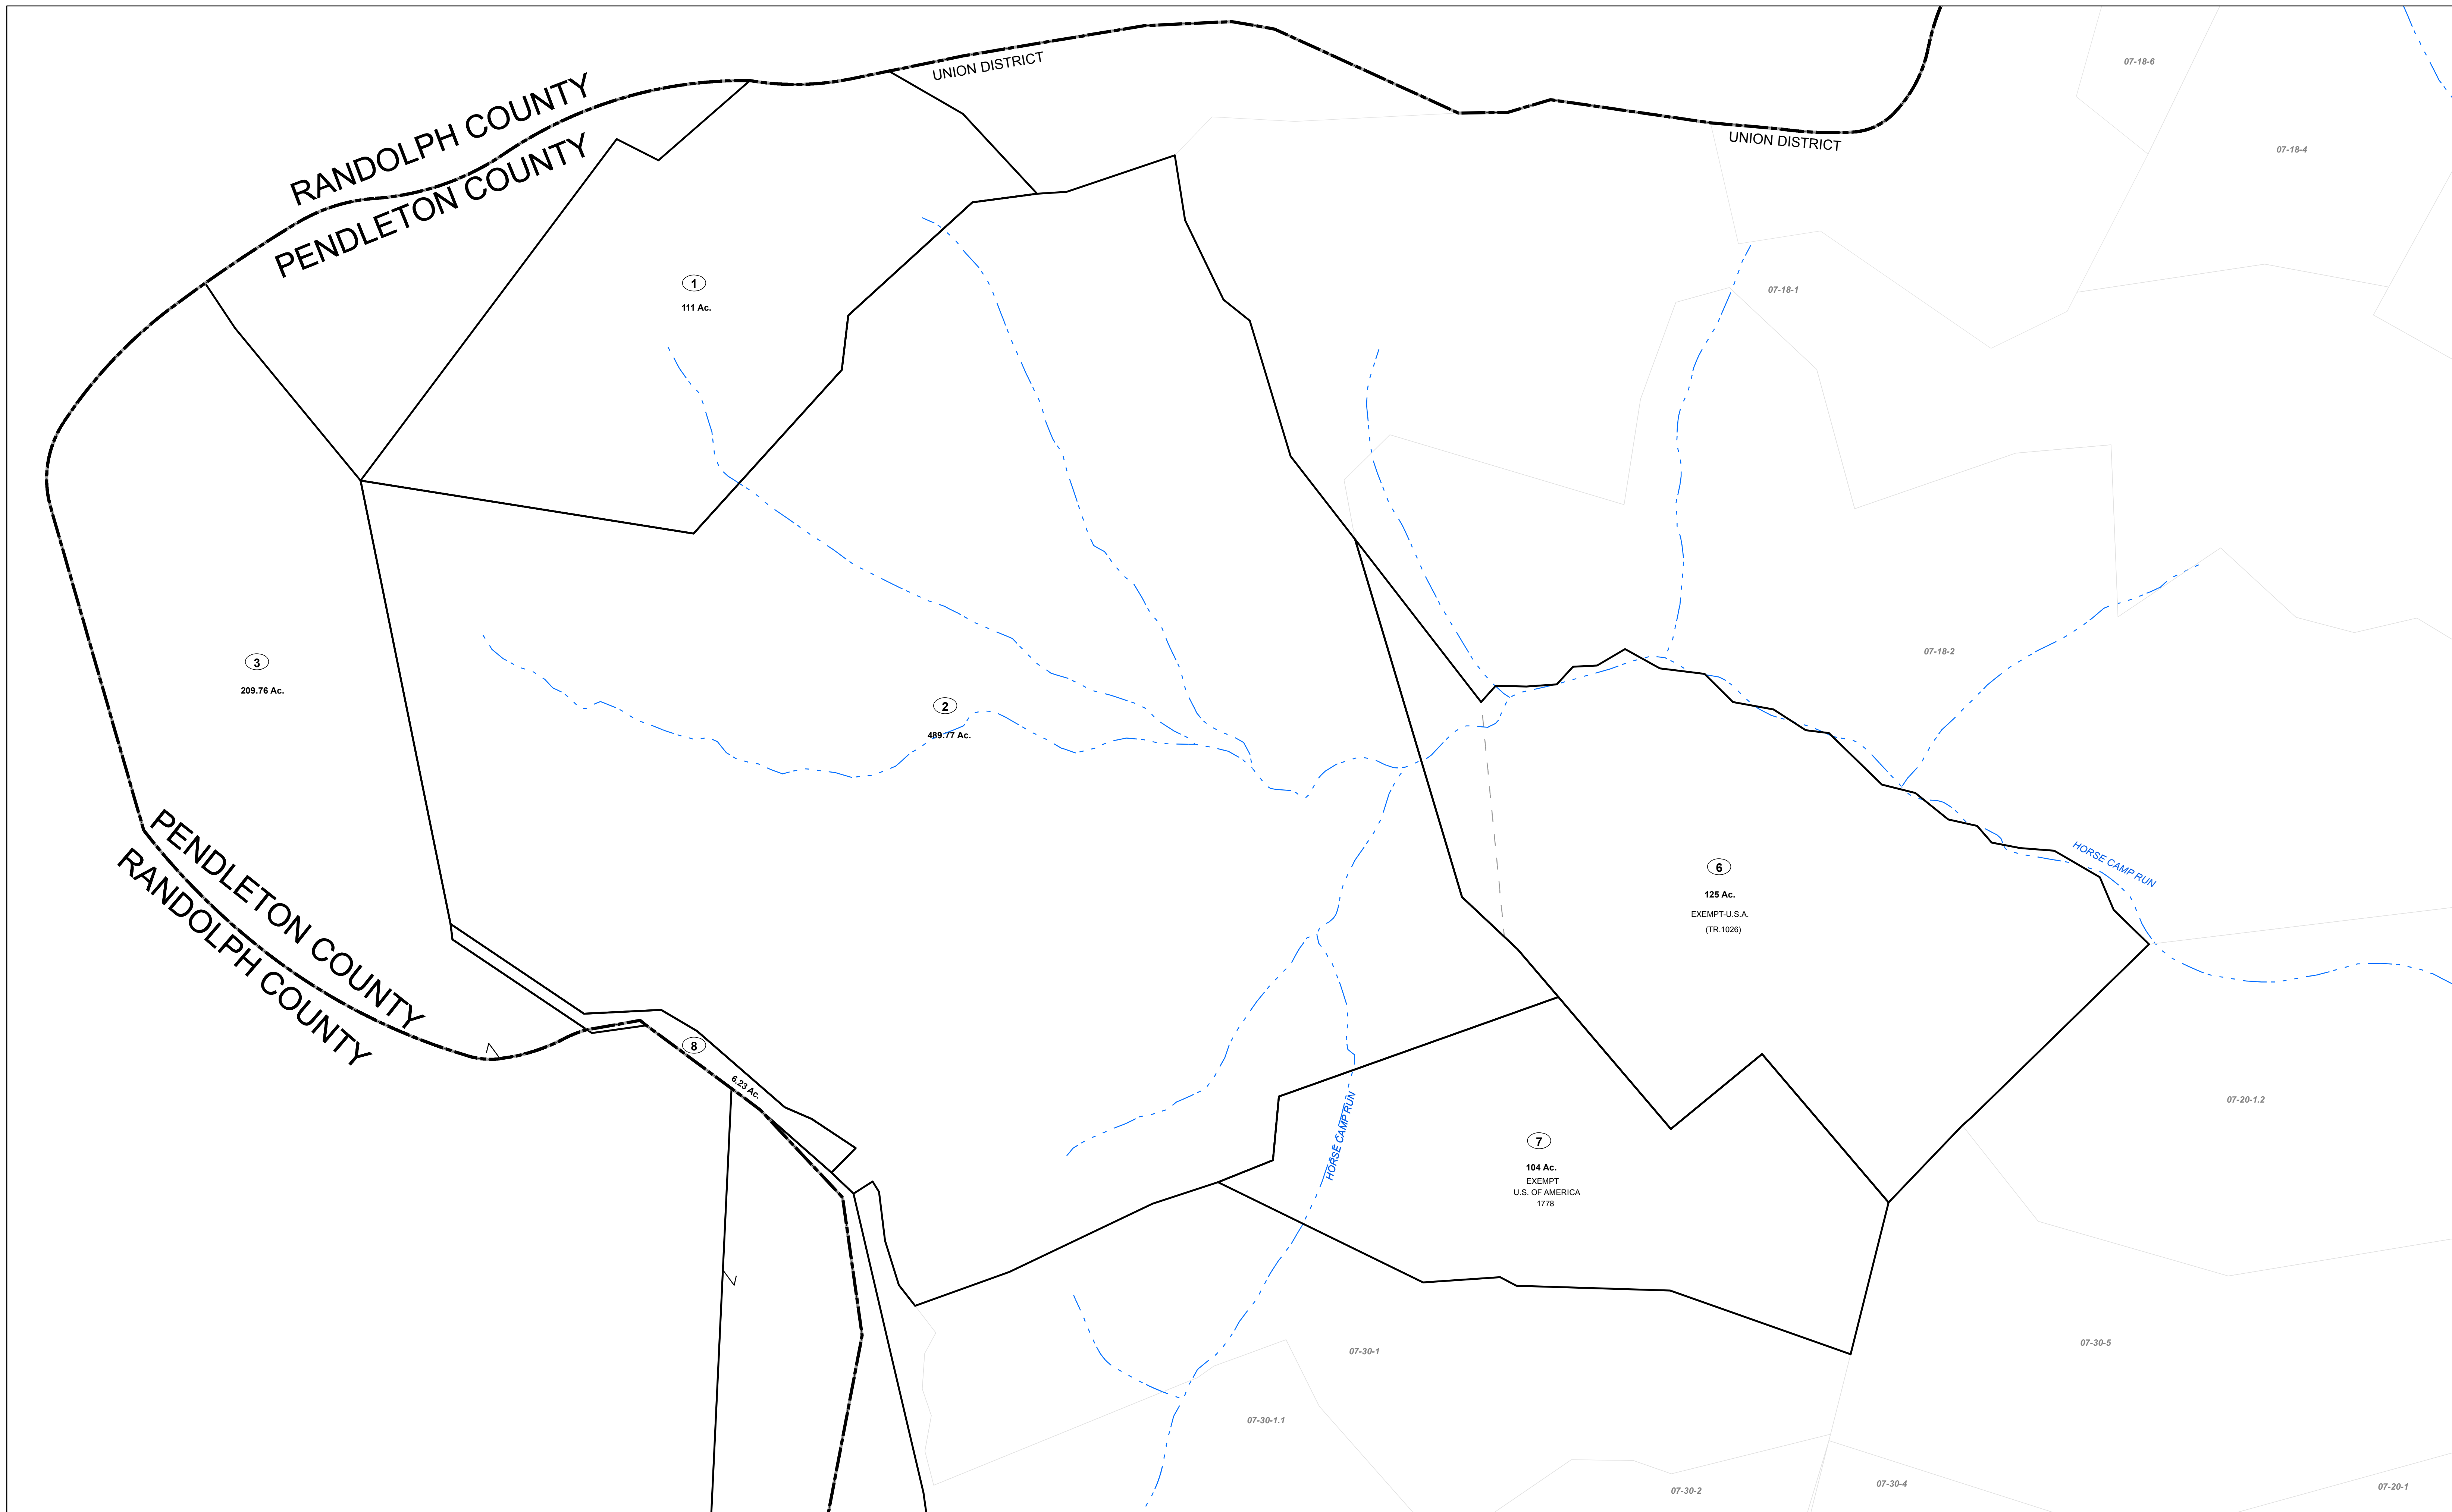 07-18-6
UNION DISTRICT
RANDOLPH COUNTY
UNION DISTRICT
07-18-4
PENDLETON COUNTY
1
111 Ac.
07-18-1
3
209.76 Ac.
07-18-2
2
489.77 Ac.
PENDLETON COUNTY
RANDOLPH COUNTY
HORSE CAMP RUN
6
125 Ac.
EXEMPT-U.S.A.
(TR.1026)
8
6.23 Ac.
HORSE CAMP RUN
07-20-1.2
7
104 Ac.
EXEMPT
U.S. OF AMERICA
1778
07-30-1
07-30-5
07-30-1.1
07-30-2
07-30-4
07-20-1